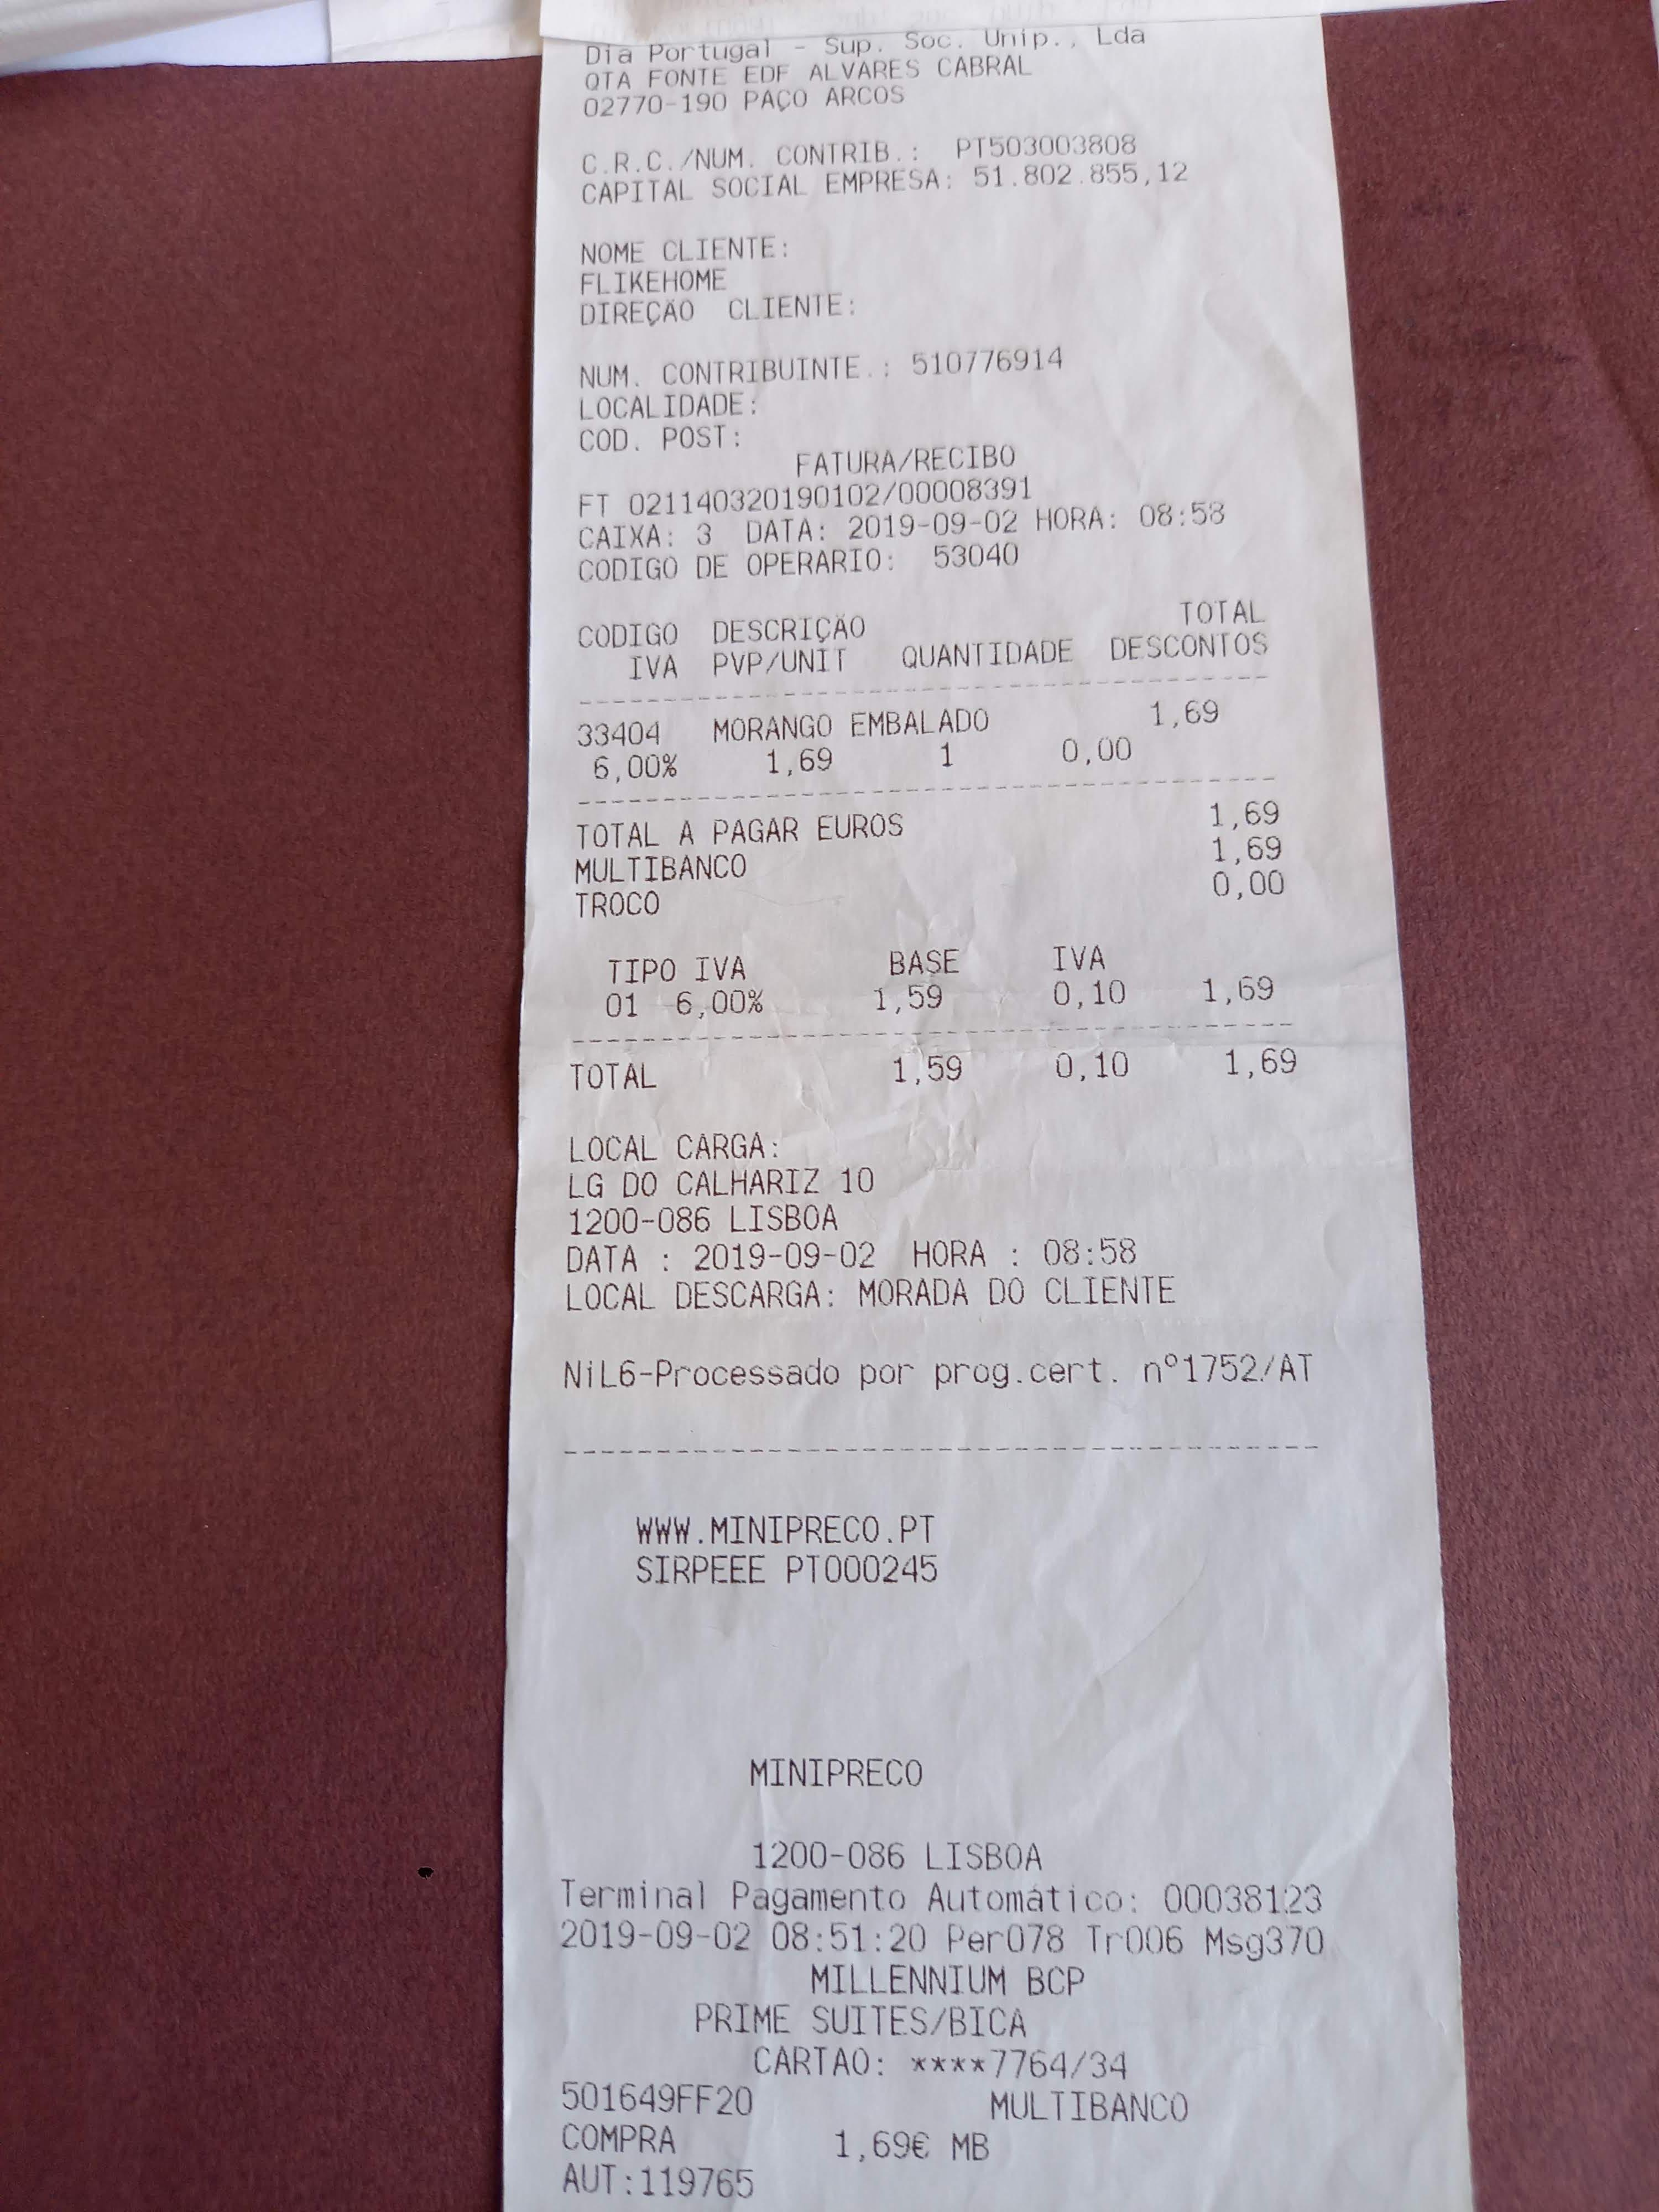 Dia Portugal - Sup. Soc. Unip., Lda
QTA FONTE EDF ALVARES CABRAL
02770-190 PAÇO ARCOS
C.R.C./NUM. CONTRIB.: PT503003808
CAPITAL SOCIAL EMPRESA: 51.802.855,12
NOME CLIENTE:
FLIKEHOME
DIREÇÃO CLIENTE:
NUM. CONTRIBUINTE.: 510776914
LOCALIDADE:
COD. POST:
FATURA/RECIBO
FT 021140320190102/00008391
CAIXA: 3 DATA: 2019-09-02 HORA: 08:58
CODIGO DE OPERARIO: 53040
CODIGO DESCRIÇÃO TOTAL
IVA PVP/UNIT QUANTIDADE DESCONTOS
33404 MORANGO EMBALADO 1,69
6,00% 1,69 1 0,00
TOTAL A PAGAR EUROS 1,69
MULTIBANCO 1,69
TROCO 0,00
TIPO IVA BASE IVA
01 6,00% 1,59 0,10 1,69
TOTAL 1,59 0,10 1,69
LOCAL CARGA:
LG DO CALHARIZ 10
1200-086 LISBOA
DATA : 2019-09-02 HORA : 08:58
LOCAL DESCARGA: MORADA DO CLIENTE
NiL6-Processado por prog.cert. nº1752/AT
WWW.MINIPRECO.PT
SIRPEEE PT000245
MINIPRECO
1200-086 LISBOA
Terminal Pagamento Automático: 00038123
2019-09-02 08:51:20 Per078 Tr006 Msg370
MILLENNIUM BCP
PRIME SUITES/BICA
CARTAO: ****7764/34
501649FF20 MULTIBANCO
COMPRA 1,69€ MB
AUT:119765